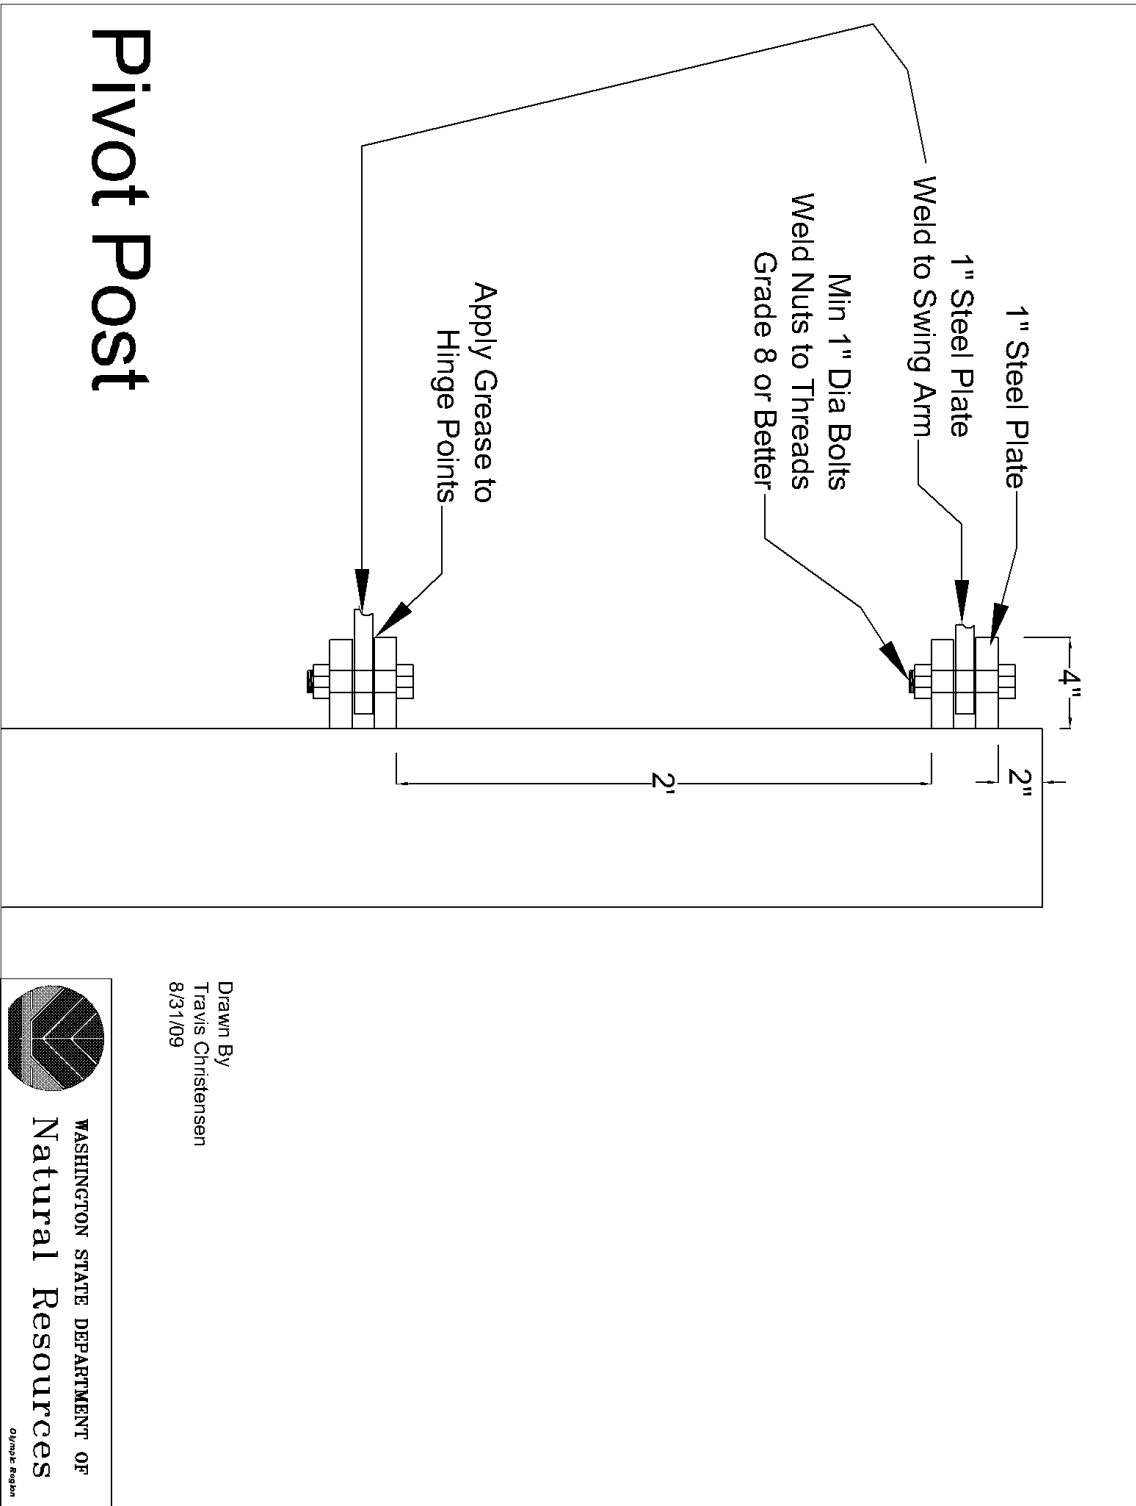 1" Steel Plate
1" Steel Plate
Weld to Swing Arm
Min 1" Dia Bolts
Weld Nuts to Threads
Grade 8 or Better
Apply Grease to
Hinge Points
4"
2"
2'
Pivot Post
Drawn By
Travis Christensen
8/31/09
WASHINGTON STATE DEPARTMENT OF
Natural Resources
Olympic Region